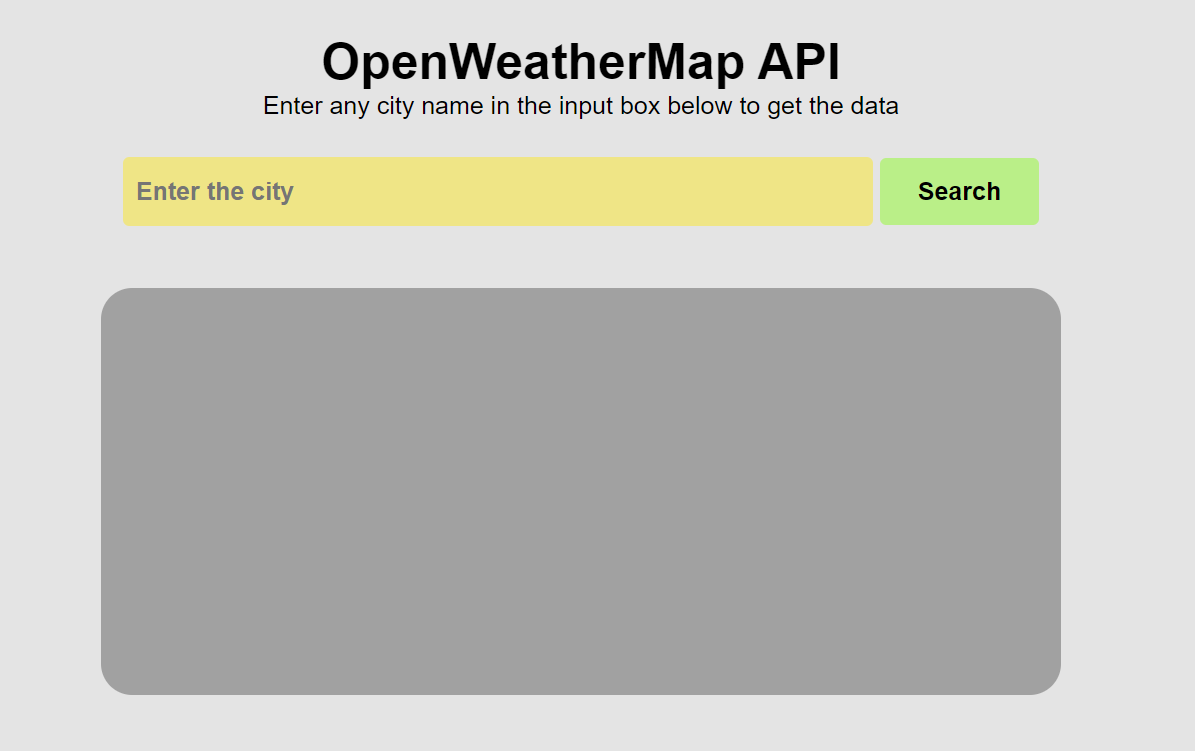 OpenWeatherMap API
Enter any city name in the input box below to get the data
Enter the city
Search